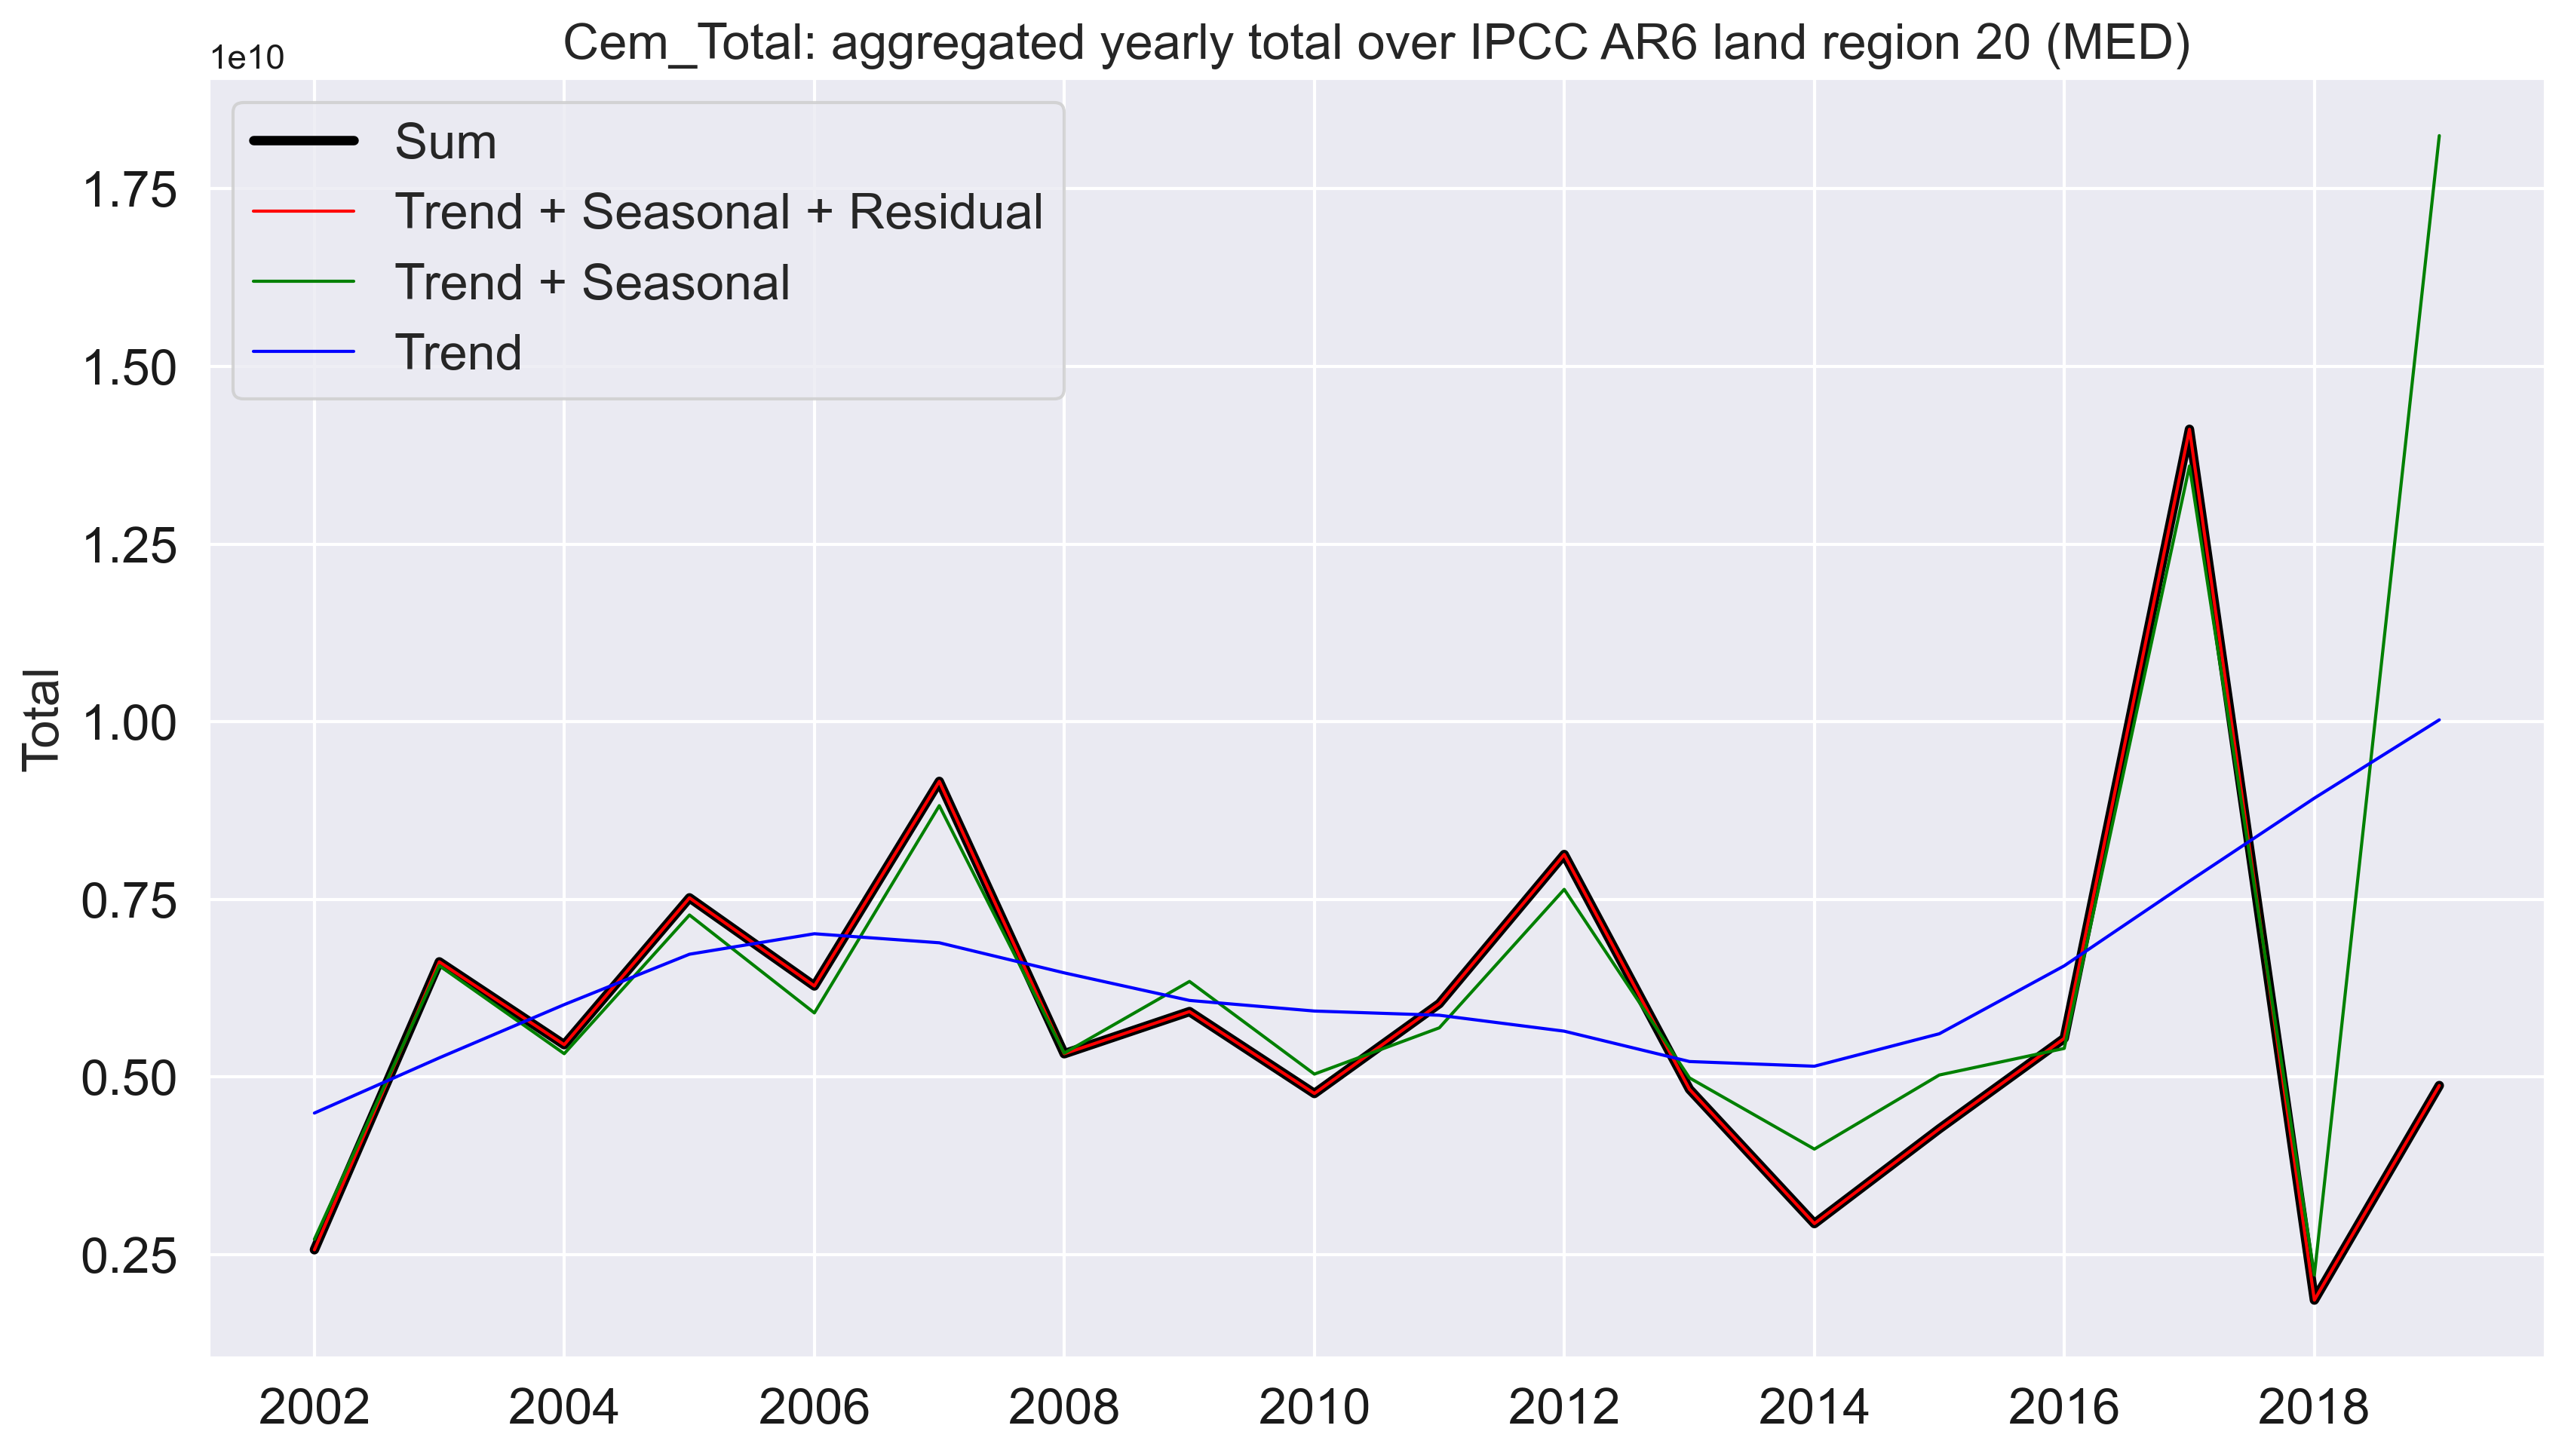 Cem_Total: aggregated yearly total over IPCC AR6 land region 20 (MED)
1e10
Sum
Trend + Seasonal + Residual
Trend + Seasonal
Trend
1.75
1.50
1.25
1.00
0.75
0.50
0.25
Total
2002 2004 2006 2008 2010 2012 2014 2016 2018